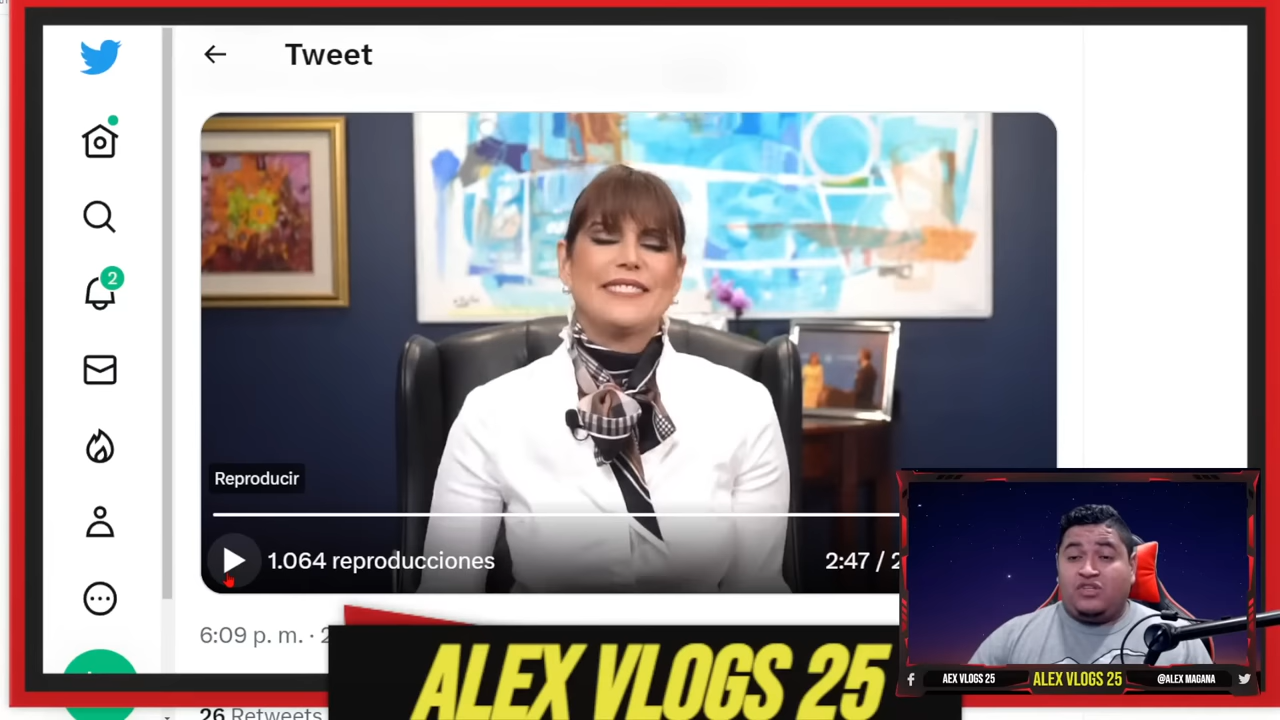 Tweet
2
Reproducir
1.064 reproducciones
2:47 / 2
6:09 p. m. ·
26 Retweets
ALEX VLOGS 25
AEX VLOGS 25
ALEX VLOGS 25
@ALEX MAGANA